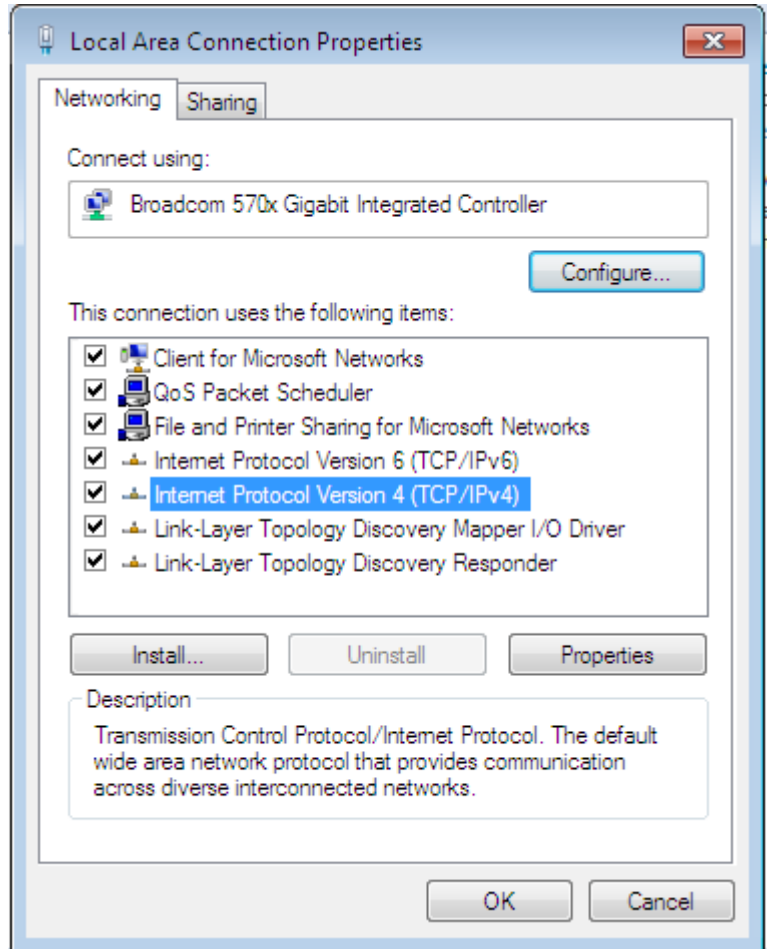 Local Area Connection Properties
Networking
Sharing
Connect using:
Broadcom 570x Gigabit Integrated Controller
Configure...
This connection uses the following items:
Client for Microsoft Networks
QoS Packet Scheduler
File and Printer Sharing for Microsoft Networks
Internet Protocol Version 6 (TCP/IPv6)
Internet Protocol Version 4 (TCP/IPv4)
Link-Layer Topology Discovery Mapper I/O Driver
Link-Layer Topology Discovery Responder
Install...
Uninstall
Properties
Description
Transmission Control Protocol/Internet Protocol. The default
wide area network protocol that provides communication
across diverse interconnected networks.
OK
Cancel